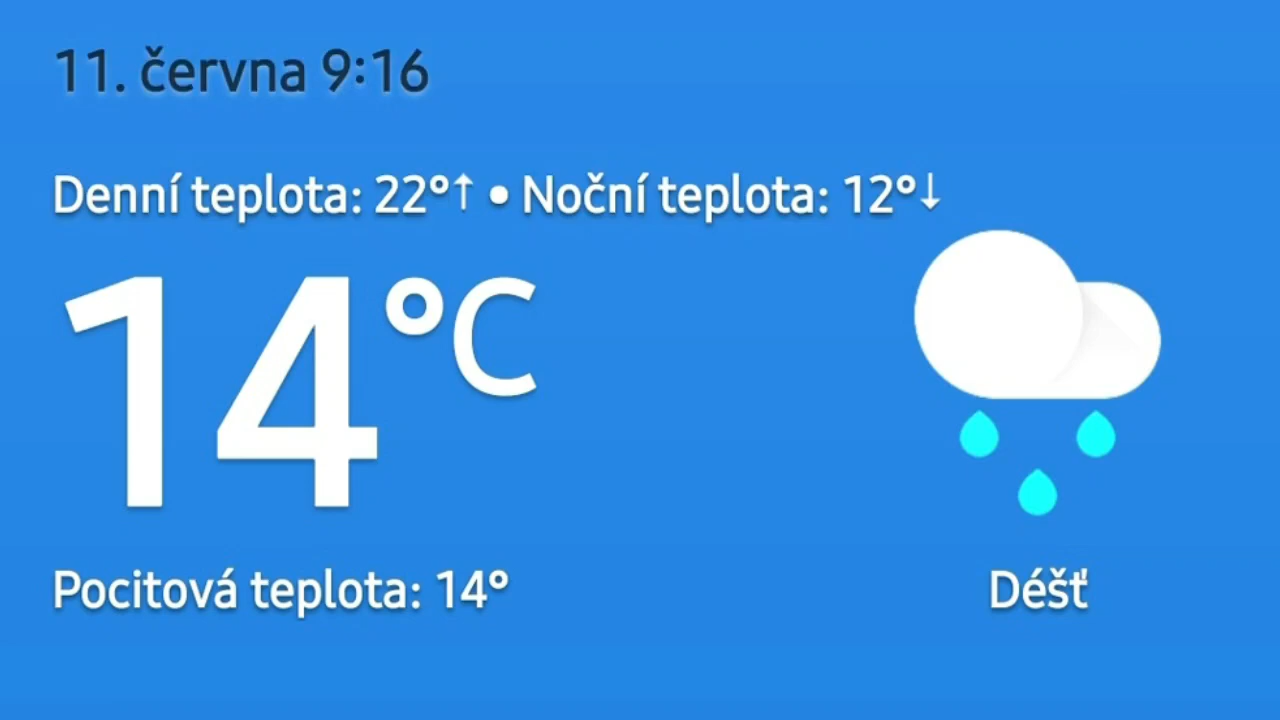 11. června 9:16
Denní teplota: 22°↑ • Noční teplota: 12°↓
14°C
Pocitová teplota: 14°
Déšť